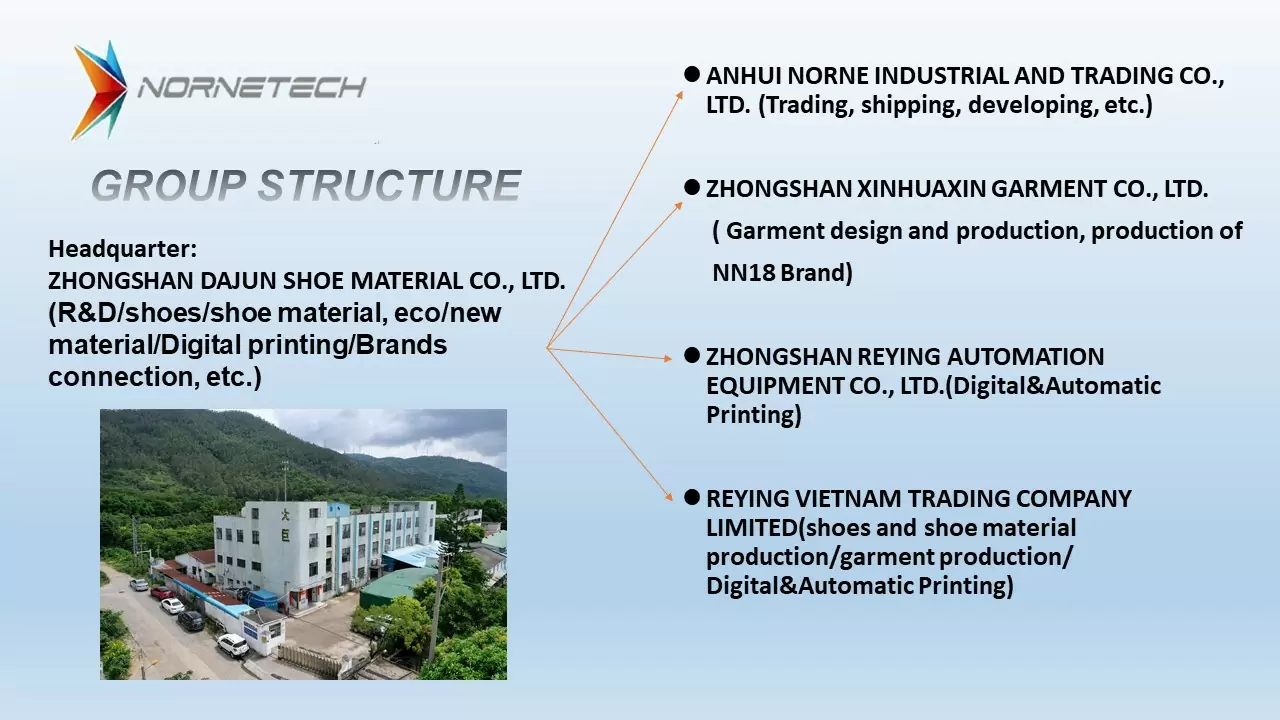 NORNETECH
GROUP STRUCTURE
Headquarter:
ZHONGSHAN DAJUN SHOE MATERIAL CO., LTD.
(R&D/shoes/shoe material, eco/new
material/Digital printing/Brands
connection, etc.)
大
巨
● ANHUI NORNE INDUSTRIAL AND TRADING CO.,
LTD. (Trading, shipping, developing, etc.)
● ZHONGSHAN XINHUAXIN GARMENT CO., LTD.
( Garment design and production, production of
NN18 Brand)
● ZHONGSHAN REYING AUTOMATION
EQUIPMENT CO., LTD.(Digital&Automatic
Printing)
● REYING VIETNAM TRADING COMPANY
LIMITED(shoes and shoe material
production/garment production/
Digital&Automatic Printing)